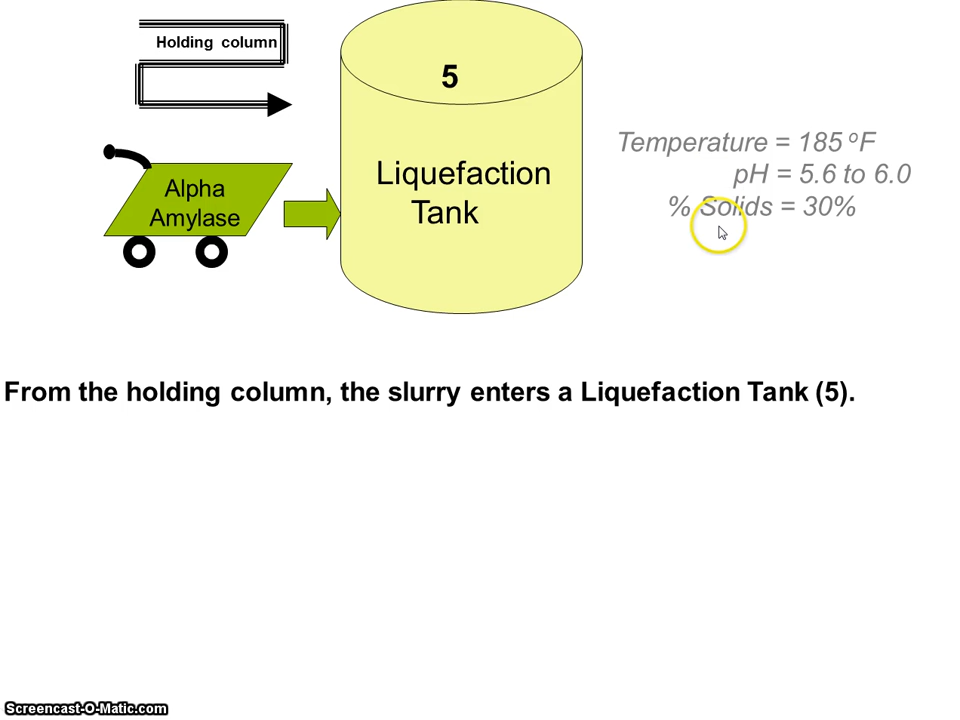 Holding column
5
Liquefaction
Tank
Alpha
Amylase
Temperature = 185 ºF
pH = 5.6 to 6.0
% Solids = 30%
From the holding column, the slurry enters a Liquefaction Tank (5).
Screencast-O-Matic.com